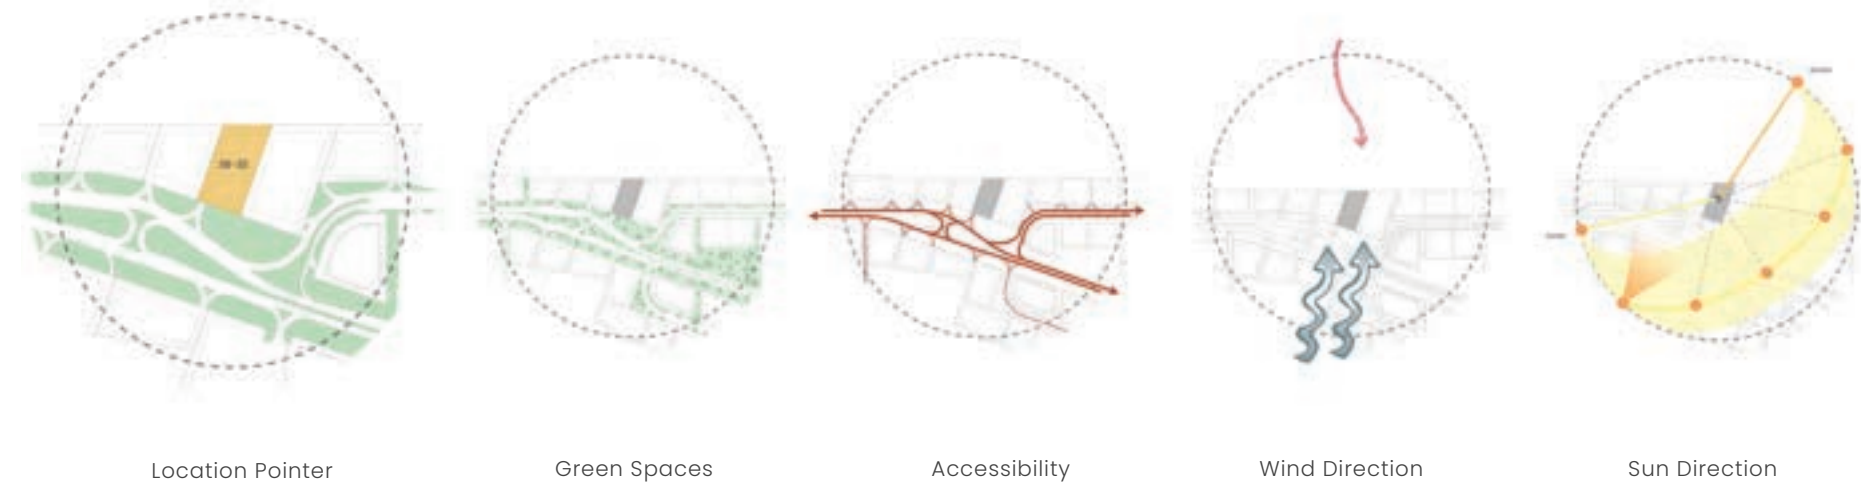 Location Pointer
Green Spaces
Accessibility
Wind Direction
Sun Direction